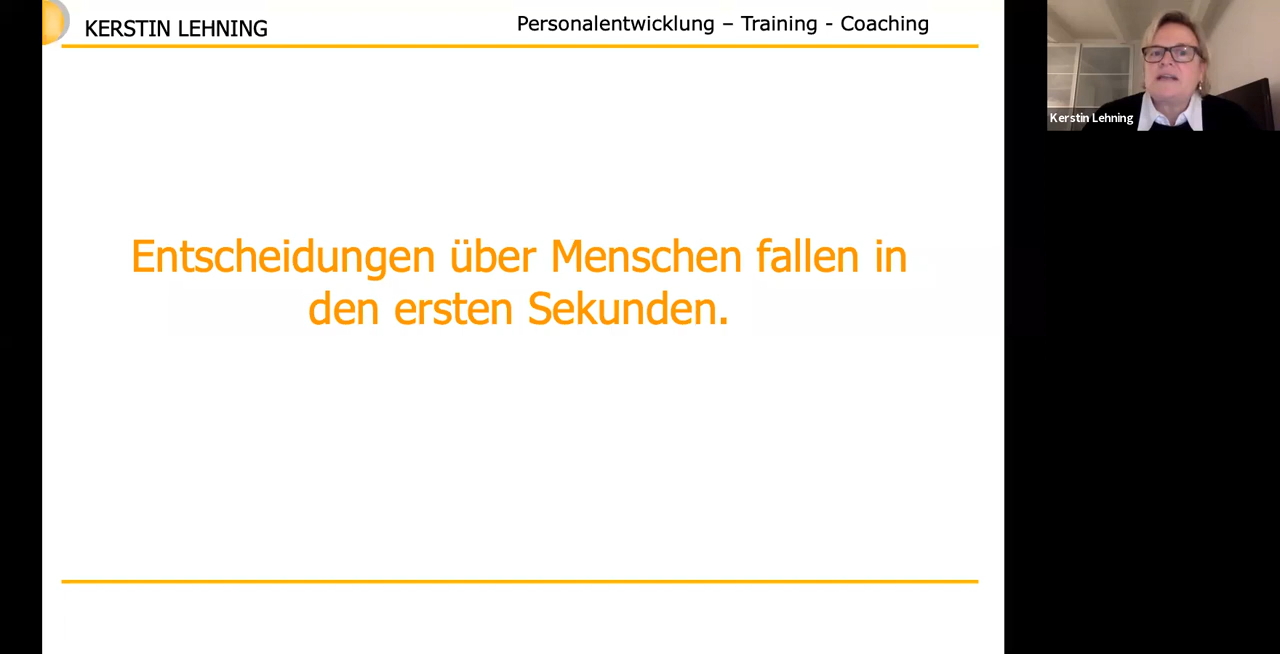 KERSTIN LEHNING
Personalentwicklung – Training - Coaching
Entscheidungen über Menschen fallen in
den ersten Sekunden.
Kerstin Lehning